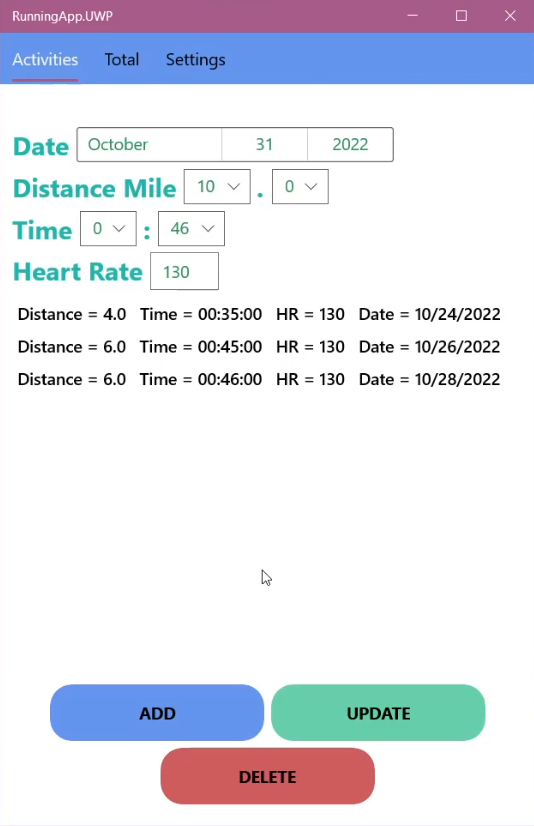 RunningApp.UWP
Activities Total Settings
Date October 31 2022
Distance Mile 10 . 0
Time 0 : 46
Heart Rate 130
Distance = 4.0 Time = 00:35:00 HR = 130 Date = 10/24/2022
Distance = 6.0 Time = 00:45:00 HR = 130 Date = 10/26/2022
Distance = 6.0 Time = 00:46:00 HR = 130 Date = 10/28/2022
ADD UPDATE
DELETE